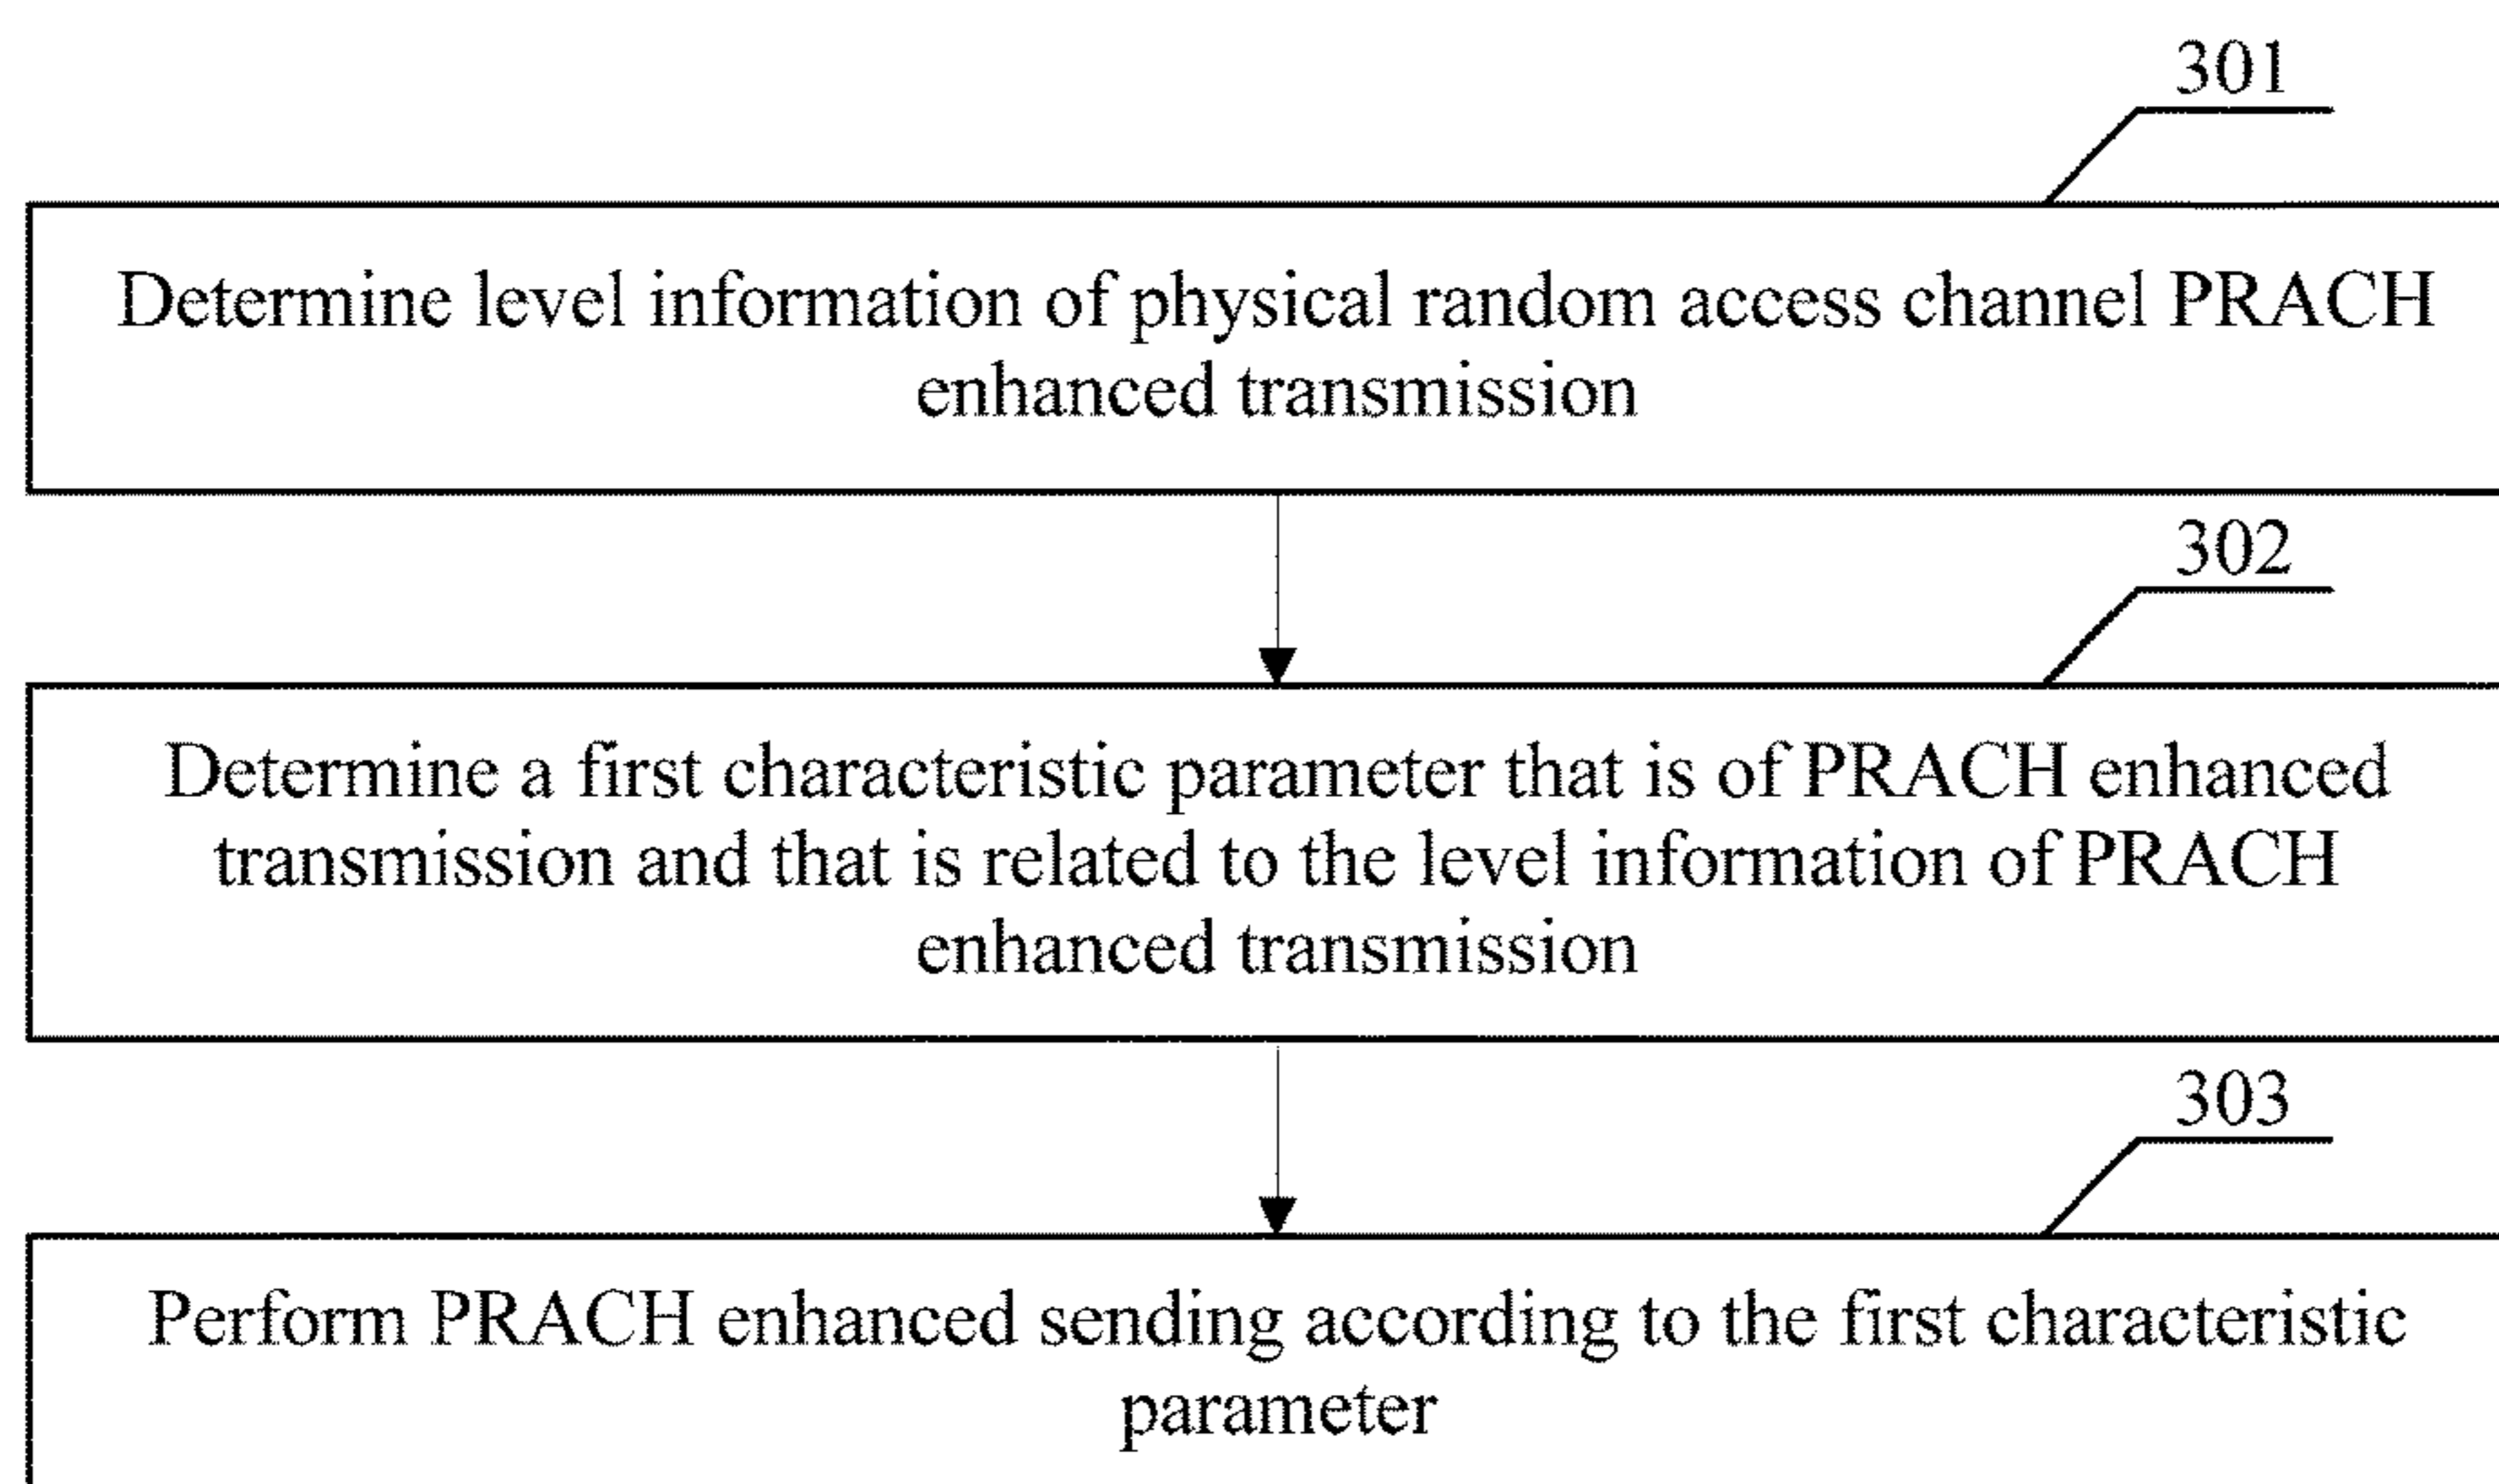 301
Determine level information of physical random access channel PRACH
enhanced transmission
302
Determine a first characteristic parameter that is of PRACH enhanced
transmission and that is related to the level information of PRACH
enhanced transmission
303
Perform PRACH enhanced sending according to the first characteristic
parameter